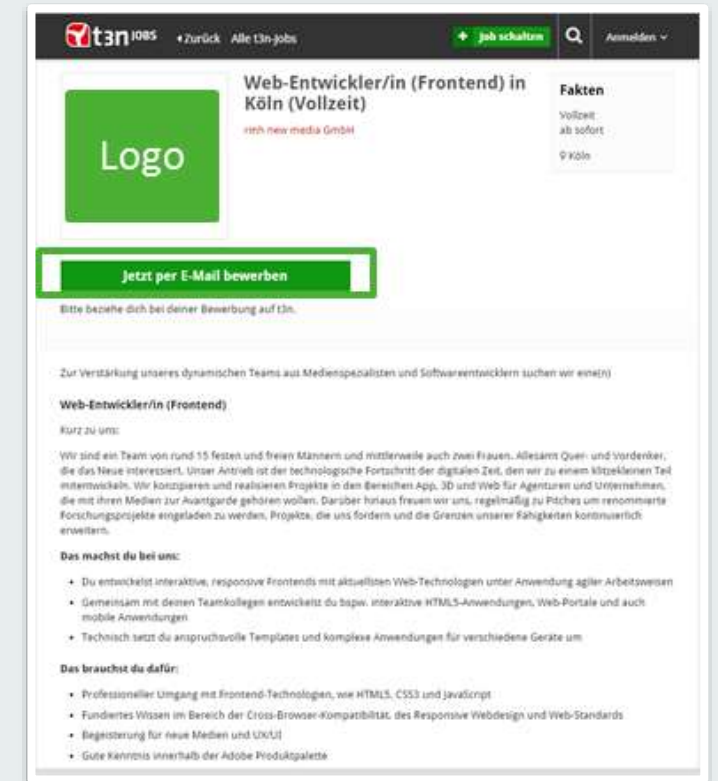 t3n JOBS Zurück Alle t3n-Jobs + Job schalten Anmelden
Web-Entwickler/in (Frontend) in
Köln (Vollzeit)
rmh new media GmbH
Fakten
Vollzeit
ab sofort
Köln
Logo
Jetzt per E-Mail bewerben
Bitte beziehe dich bei deiner Bewerbung auf t3n.
Zur Verstärkung unseres dynamischen Teams aus Medienspezialisten und Softwareentwicklern suchen wir eine(n)
Web-Entwickler/in (Frontend)
Kurz zu uns:
Wir sind ein Team von rund 15 festen und freien Männern und mittlerweile auch zwei Frauen. Allesamt Quer- und Vordenker,
die das Neue interessiert. Unser Antrieb ist der technologische Fortschritt der digitalen Zeit, den wir zu einem klitzekleinen Teil
mitentwickeln. Wir konzipieren und realisieren Projekte in den Bereichen App, 3D und Web für Agenturen und Unternehmen,
die mit ihren Medien zur Avantgarde gehören wollen. Darüber hinaus freuen wir uns, regelmäßig zu Pitches um renommierte
Forschungsprojekte eingeladen zu werden. Projekte, die uns fordern und die Grenzen unserer Fähigkeiten kontinuierlich
erweitern.
Das machst du bei uns:
• Du entwickelst interaktive, responsive Frontends mit aktuellsten Web-Technologien unter Anwendung agiler Arbeitsweisen
• Gemeinsam mit deinen Teamkollegen entwickelst du bspw. interaktive HTML5-Anwendungen, Web-Portale und auch
mobile Anwendungen
• Technisch setzt du anspruchsvolle Templates und komplexe Anwendungen für verschiedene Geräte um
Das brauchst du dafür:
• Professioneller Umgang mit Frontend-Technologien, wie HTML5, CSS3 und JavaScript
• Fundiertes Wissen im Bereich der Cross-Browser-Kompatibilität, des Responsive Webdesign und Web-Standards
• Begeisterung für neue Medien und UX/UI
• Gute Kenntnis innerhalb der Adobe Produktpalette